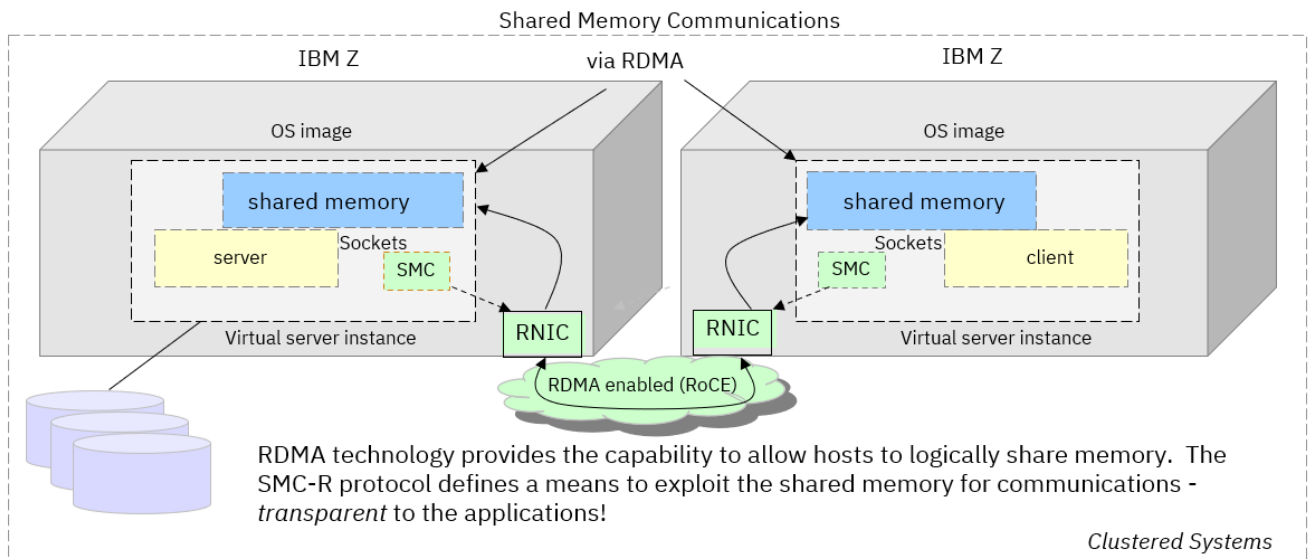 Shared Memory Communications
IBM Z
via RDMA
IBM Z
OS image
OS image
shared memory
shared memory
Sockets
Sockets
server
client
SMC
SMC
RNIC
RNIC
Virtual server instance
Virtual server instance
RDMA enabled (RoCE)
RDMA technology provides the capability to allow hosts to logically share memory.  The
SMC-R protocol defines a means to exploit the shared memory for communications -
transparent to the applications!
Clustered Systems